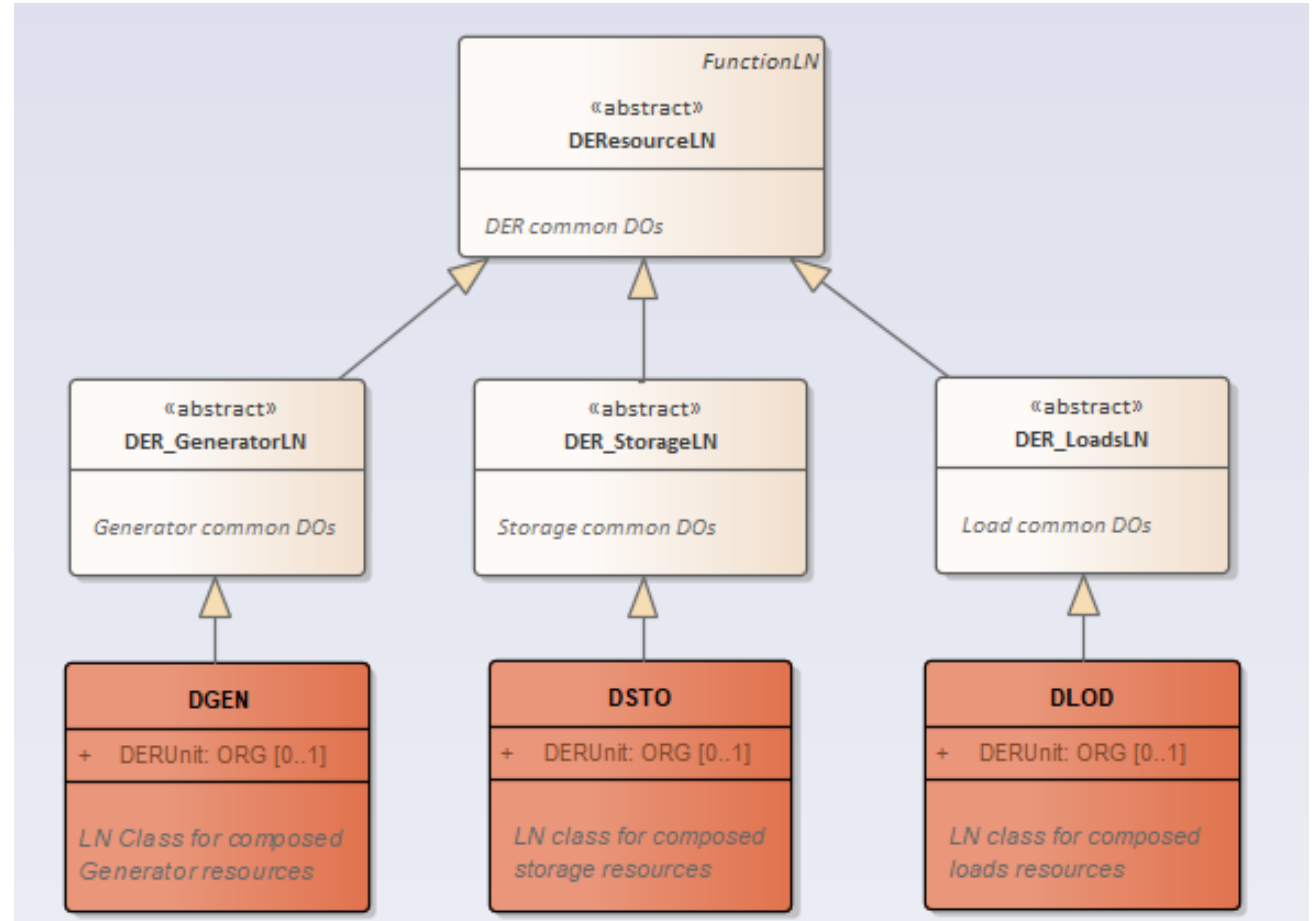 FunctionLN
«abstract»
DEResourceLN
DER common DOs
«abstract»
DER_GeneratorLN
Generator common DOs
«abstract»
DER_StorageLN
Storage common DOs
«abstract»
DER_LoadsLN
Load common DOs
DGEN
+ DERUnit: ORG [0..1]
LN Class for composed
Generator resources
DSTO
+ DERUnit: ORG [0..1]
LN class for composed
storage resources
DLOD
+ DERUnit: ORG [0..1]
LN class for composed
loads resources